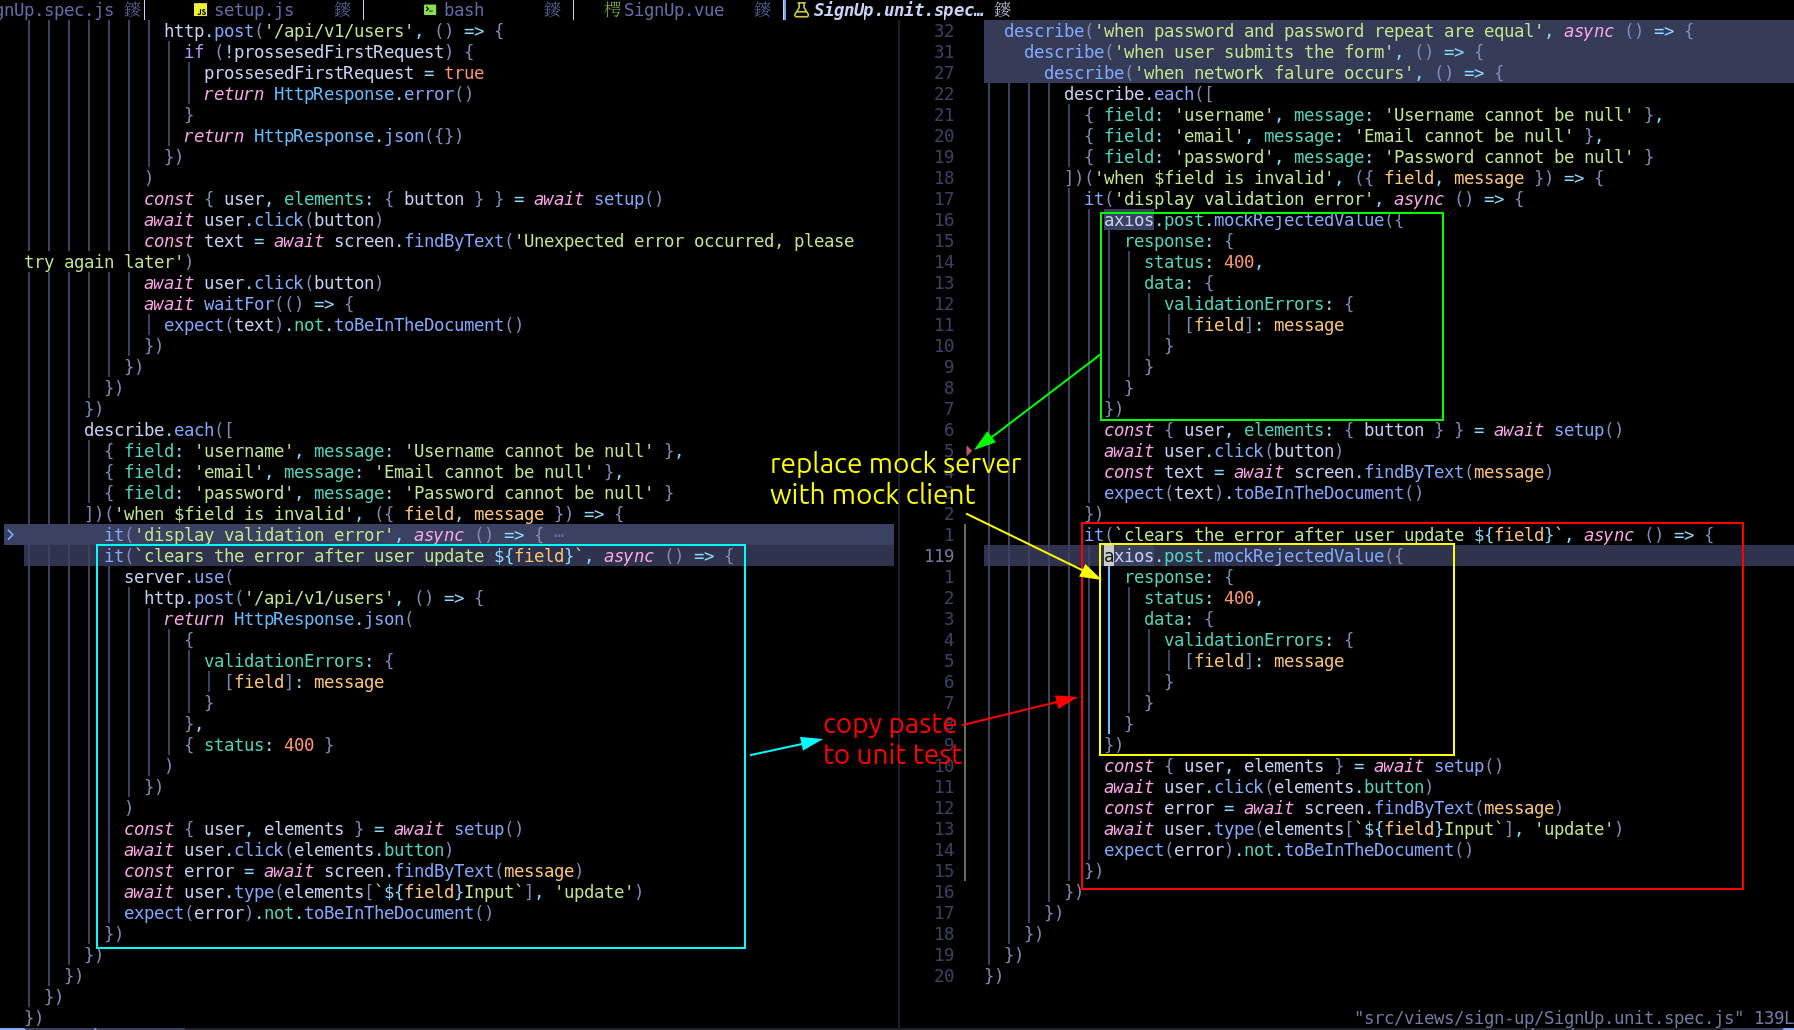 gnUp.spec.js setup.js bash SignUp.vue SignUp.unit.spec…
http.post('/api/v1/users', () => {
if (!prossesedFirstRequest) {
prossesedFirstRequest = true
return HttpResponse.error()
}
return HttpResponse.json({})
})
)
const { user, elements: { button } } = await setup()
await user.click(button)
const text = await screen.findByText('Unexpected error occurred, please
try again later')
await user.click(button)
await waitFor(() => {
expect(text).not.toBeInTheDocument()
})
})
})
})
describe.each([
{ field: 'username', message: 'Username cannot be null' },
{ field: 'email', message: 'Email cannot be null' },
{ field: 'password', message: 'Password cannot be null' }
])('when $field is invalid', ({ field, message }) => {
it('display validation error', async () => { …
it(`clears the error after user update ${field}`, async () => {
server.use(
http.post('/api/v1/users', () => {
return HttpResponse.json(
{
validationErrors: {
[field]: message
}
},
{ status: 400 }
)
})
)
const { user, elements } = await setup()
await user.click(elements.button)
const error = await screen.findByText(message)
await user.type(elements[`${field}Input`], 'update')
expect(error).not.toBeInTheDocument()
})
})
})
})
})
replace mock server
with mock client
copy paste
to unit test
32 describe('when password and password repeat are equal', async () => {
31 describe('when user submits the form', () => {
27 describe('when network falure occurs', () => {
22 describe.each([
21 { field: 'username', message: 'Username cannot be null' },
20 { field: 'email', message: 'Email cannot be null' },
19 { field: 'password', message: 'Password cannot be null' }
18 ])('when $field is invalid', ({ field, message }) => {
17 it('display validation error', async () => {
16 axios.post.mockRejectedValue({
15 response: {
14 status: 400,
13 data: {
12 validationErrors: {
11 [field]: message
10 }
9 }
8 }
7 })
6 const { user, elements: { button } } = await setup()
5 await user.click(button)
const text = await screen.findByText(message)
expect(text).toBeInTheDocument()
2 })
1 it(`clears the error after user update ${field}`, async () => {
119 axios.post.mockRejectedValue({
1 response: {
2 status: 400,
3 data: {
4 validationErrors: {
5 [field]: message
6 }
7 }
8 }
9 })
10 const { user, elements } = await setup()
11 await user.click(elements.button)
12 const error = await screen.findByText(message)
13 await user.type(elements[`${field}Input`], 'update')
14 expect(error).not.toBeInTheDocument()
15 })
16 })
17 })
18 })
19 })
20 })
"src/views/sign-up/SignUp.unit.spec.js" 139L